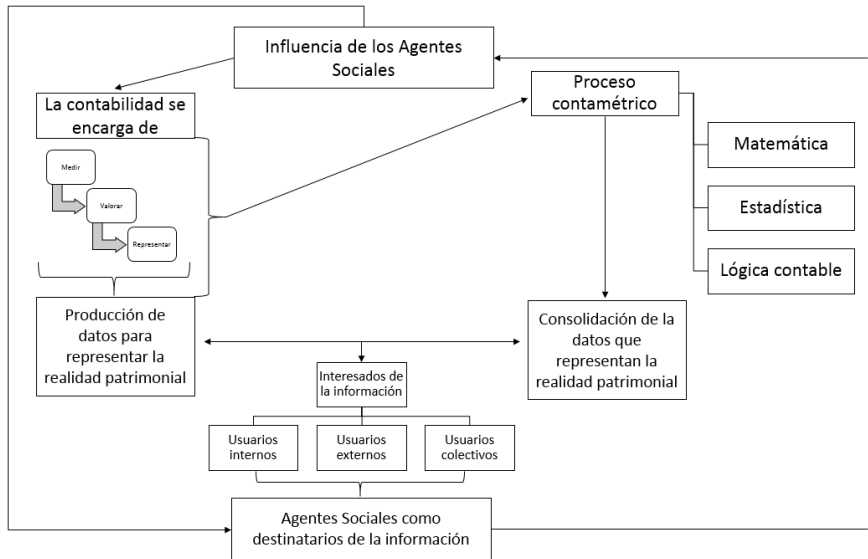 Influencia de los Agentes
Sociales
La contabilidad se
encarga de
Proceso
contamétrico
Medir
Valorar
Representar
Matemática
Estadística
Lógica contable
Producción de
datos para
representar la
realidad patrimonial
Consolidación de la
datos que
representan la
realidad patrimonial
Interesados de
la información
Usuarios
internos
Usuarios
externos
Usuarios
colectivos
Agentes Sociales como
destinatarios de la información